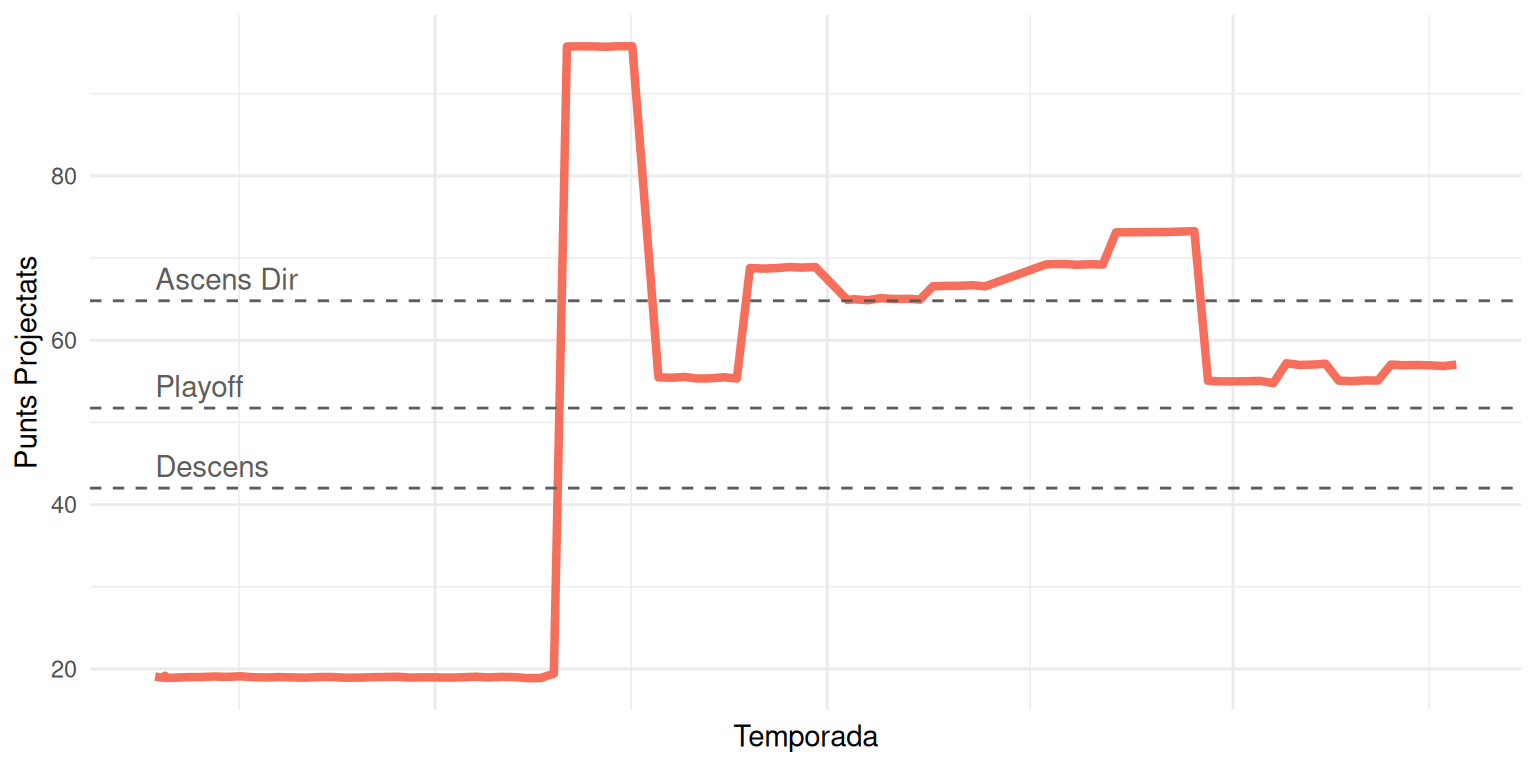 80
60
40
20
Punts Projectats
Ascens Dir
Playoff
Descens
Temporada